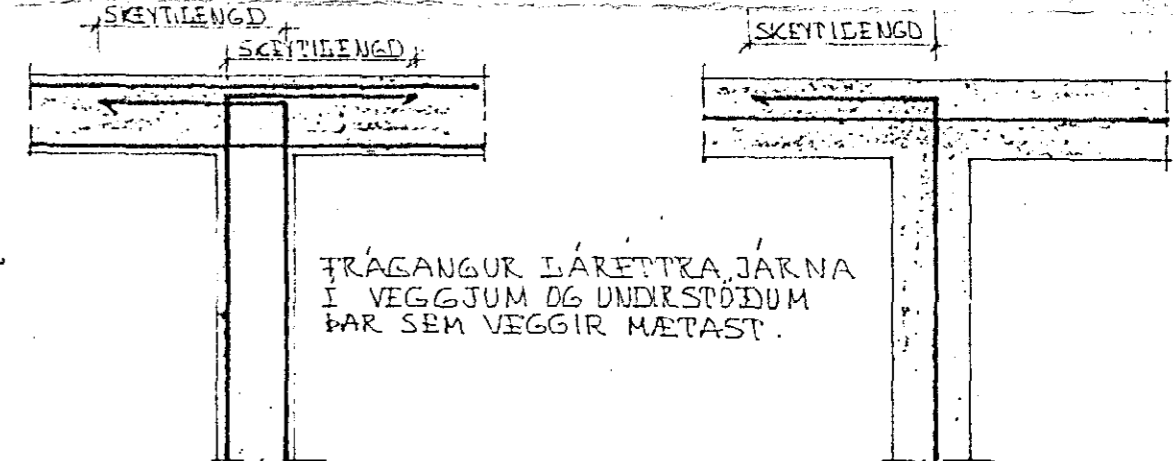 SKEYTILENGD
SKEYTILENGD
SKEYTILENGD
FRÁGANGUR LÁRÉTTRA JÁRNA
Í VEGGJUM OG UNDIRSTÖÐUM
ÞAR SEM VEGGIR MÆTAST.